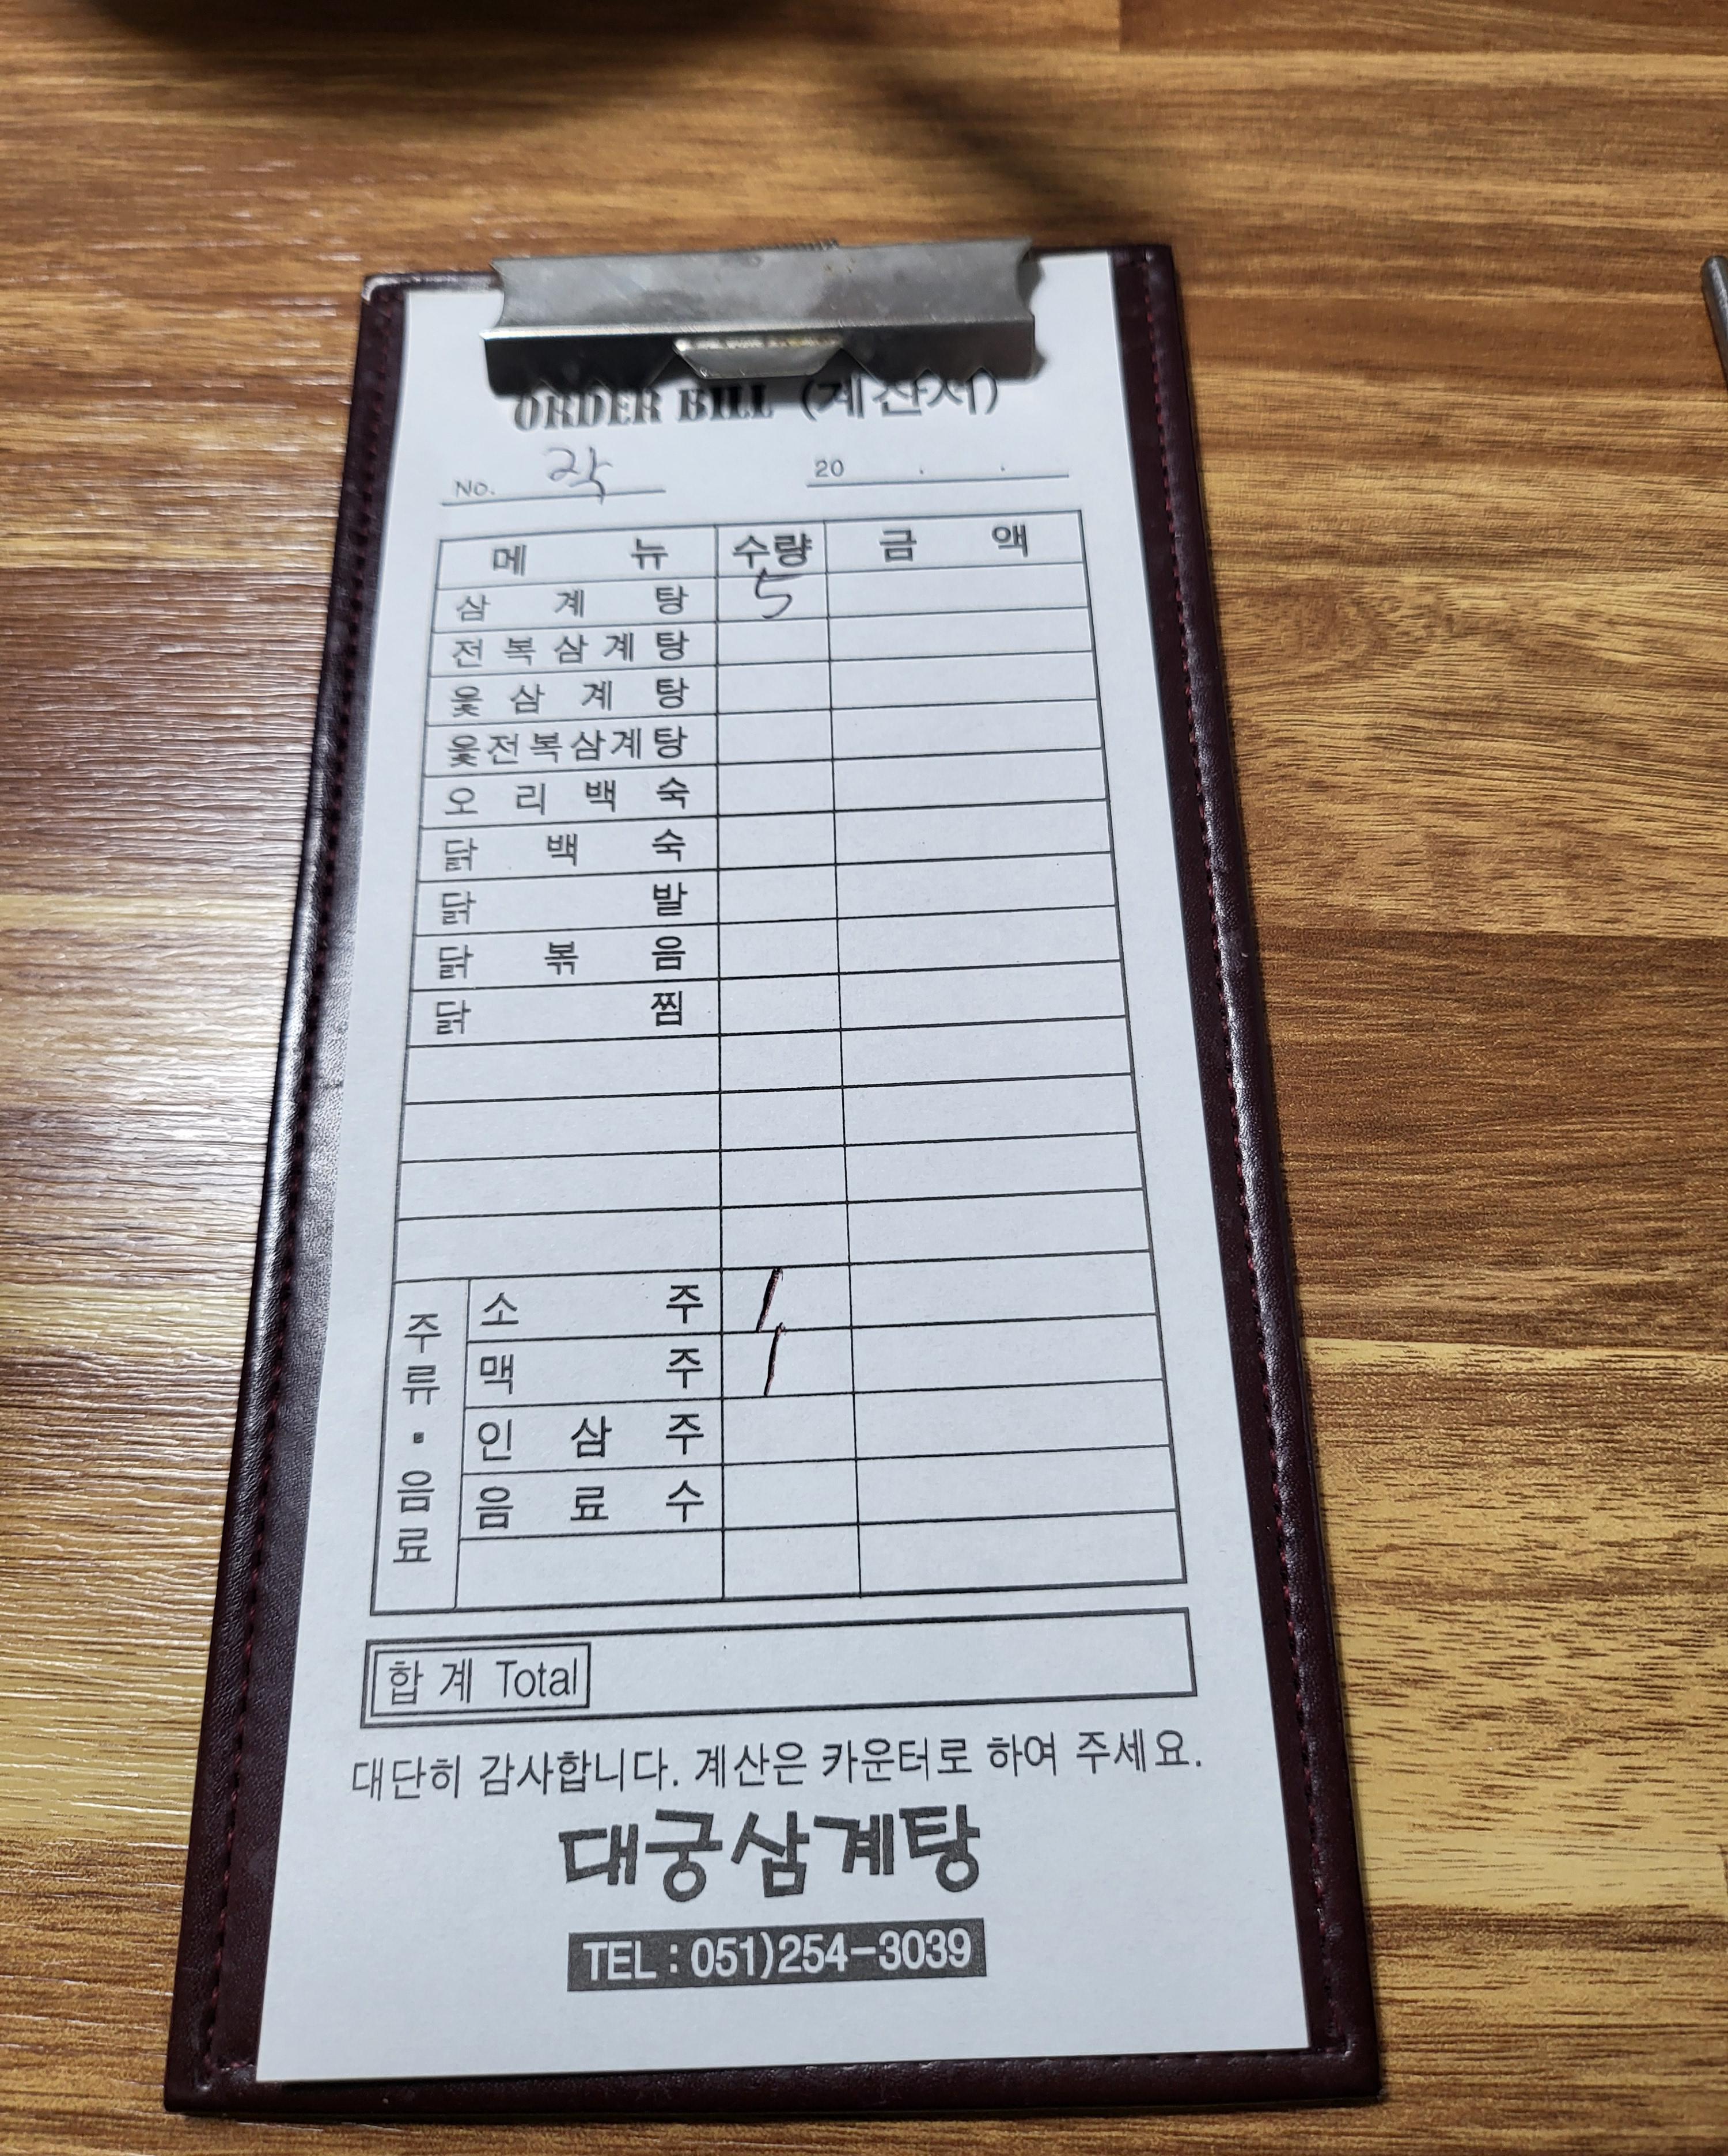 ORDER BILL (계산서)
No. 20 . .
메 뉴 수량 금 액
삼 계 탕 5
전 복 삼 계 탕
옻 삼 계 탕
옻전복삼계탕
오 리 백 숙
닭 백 숙
닭 발
닭 볶 음
닭 찜
주류·음료
소 주 1
맥 주 1
인 삼 주
음 료 수
합 계 Total
대단히 감사합니다. 계산은 카운터로 하여 주세요.
대궁삼계탕
TEL : 051)254-3039